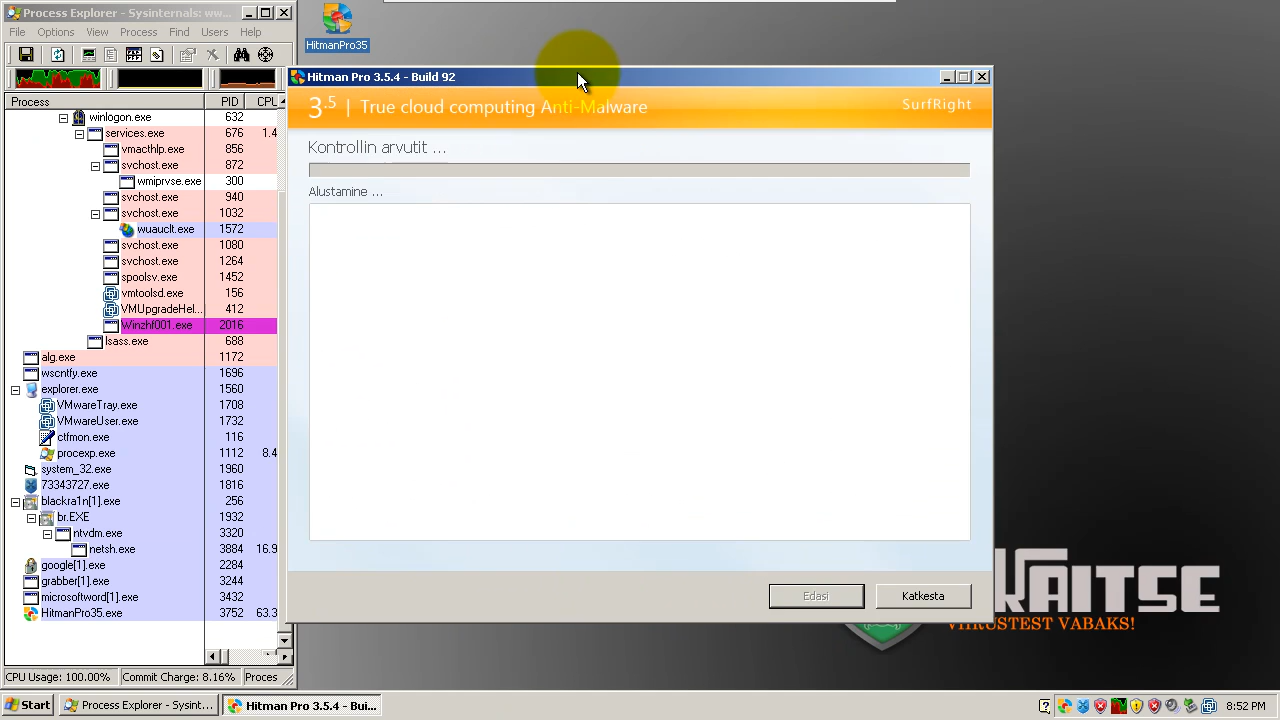 Process Explorer - Sysinternals: ww...
File Options View Process Find Users Help
Process PID CPU
winlogon.exe 632
services.exe 676 1.4
vmacthlp.exe 856
svchost.exe 872
wmiprvse.exe 300
svchost.exe 940
svchost.exe 1032
wuauclt.exe 1572
svchost.exe 1080
svchost.exe 1264
spoolsv.exe 1452
vmtoolsd.exe 156
VMUpgradeHel... 412
Winzhf001.exe 2016
lsass.exe 688
alg.exe 1172
wscntfy.exe 1696
explorer.exe 1560
VMwareTray.exe 1708
VMwareUser.exe 1732
ctfmon.exe 116
procexp.exe 1112 8.4
system_32.exe 1960
73343727.exe 1816
blackra1n[1].exe 256
br.EXE 1932
ntvdm.exe 3320
netsh.exe 3884 16.9
google[1].exe 2284
grabber[1].exe 3244
microsoftword[1].exe 2636
HitmanPro35.exe 3752 63.3
CPU Usage: 100.00% Commit Charge: 8.16% Proces
HitmanPro35
Hitman Pro 3.5.4 - Build 92
3.5 | True cloud computing Anti-Malware
SurfRight
Kontrollin arvutit ...
Alustamine ...
Edasi Katkesta
KAITSE
VIIRUSTEST VABAKS!
Start Process Explorer - Sysint... Hitman Pro 3.5.4 - Bui... 8:52 PM